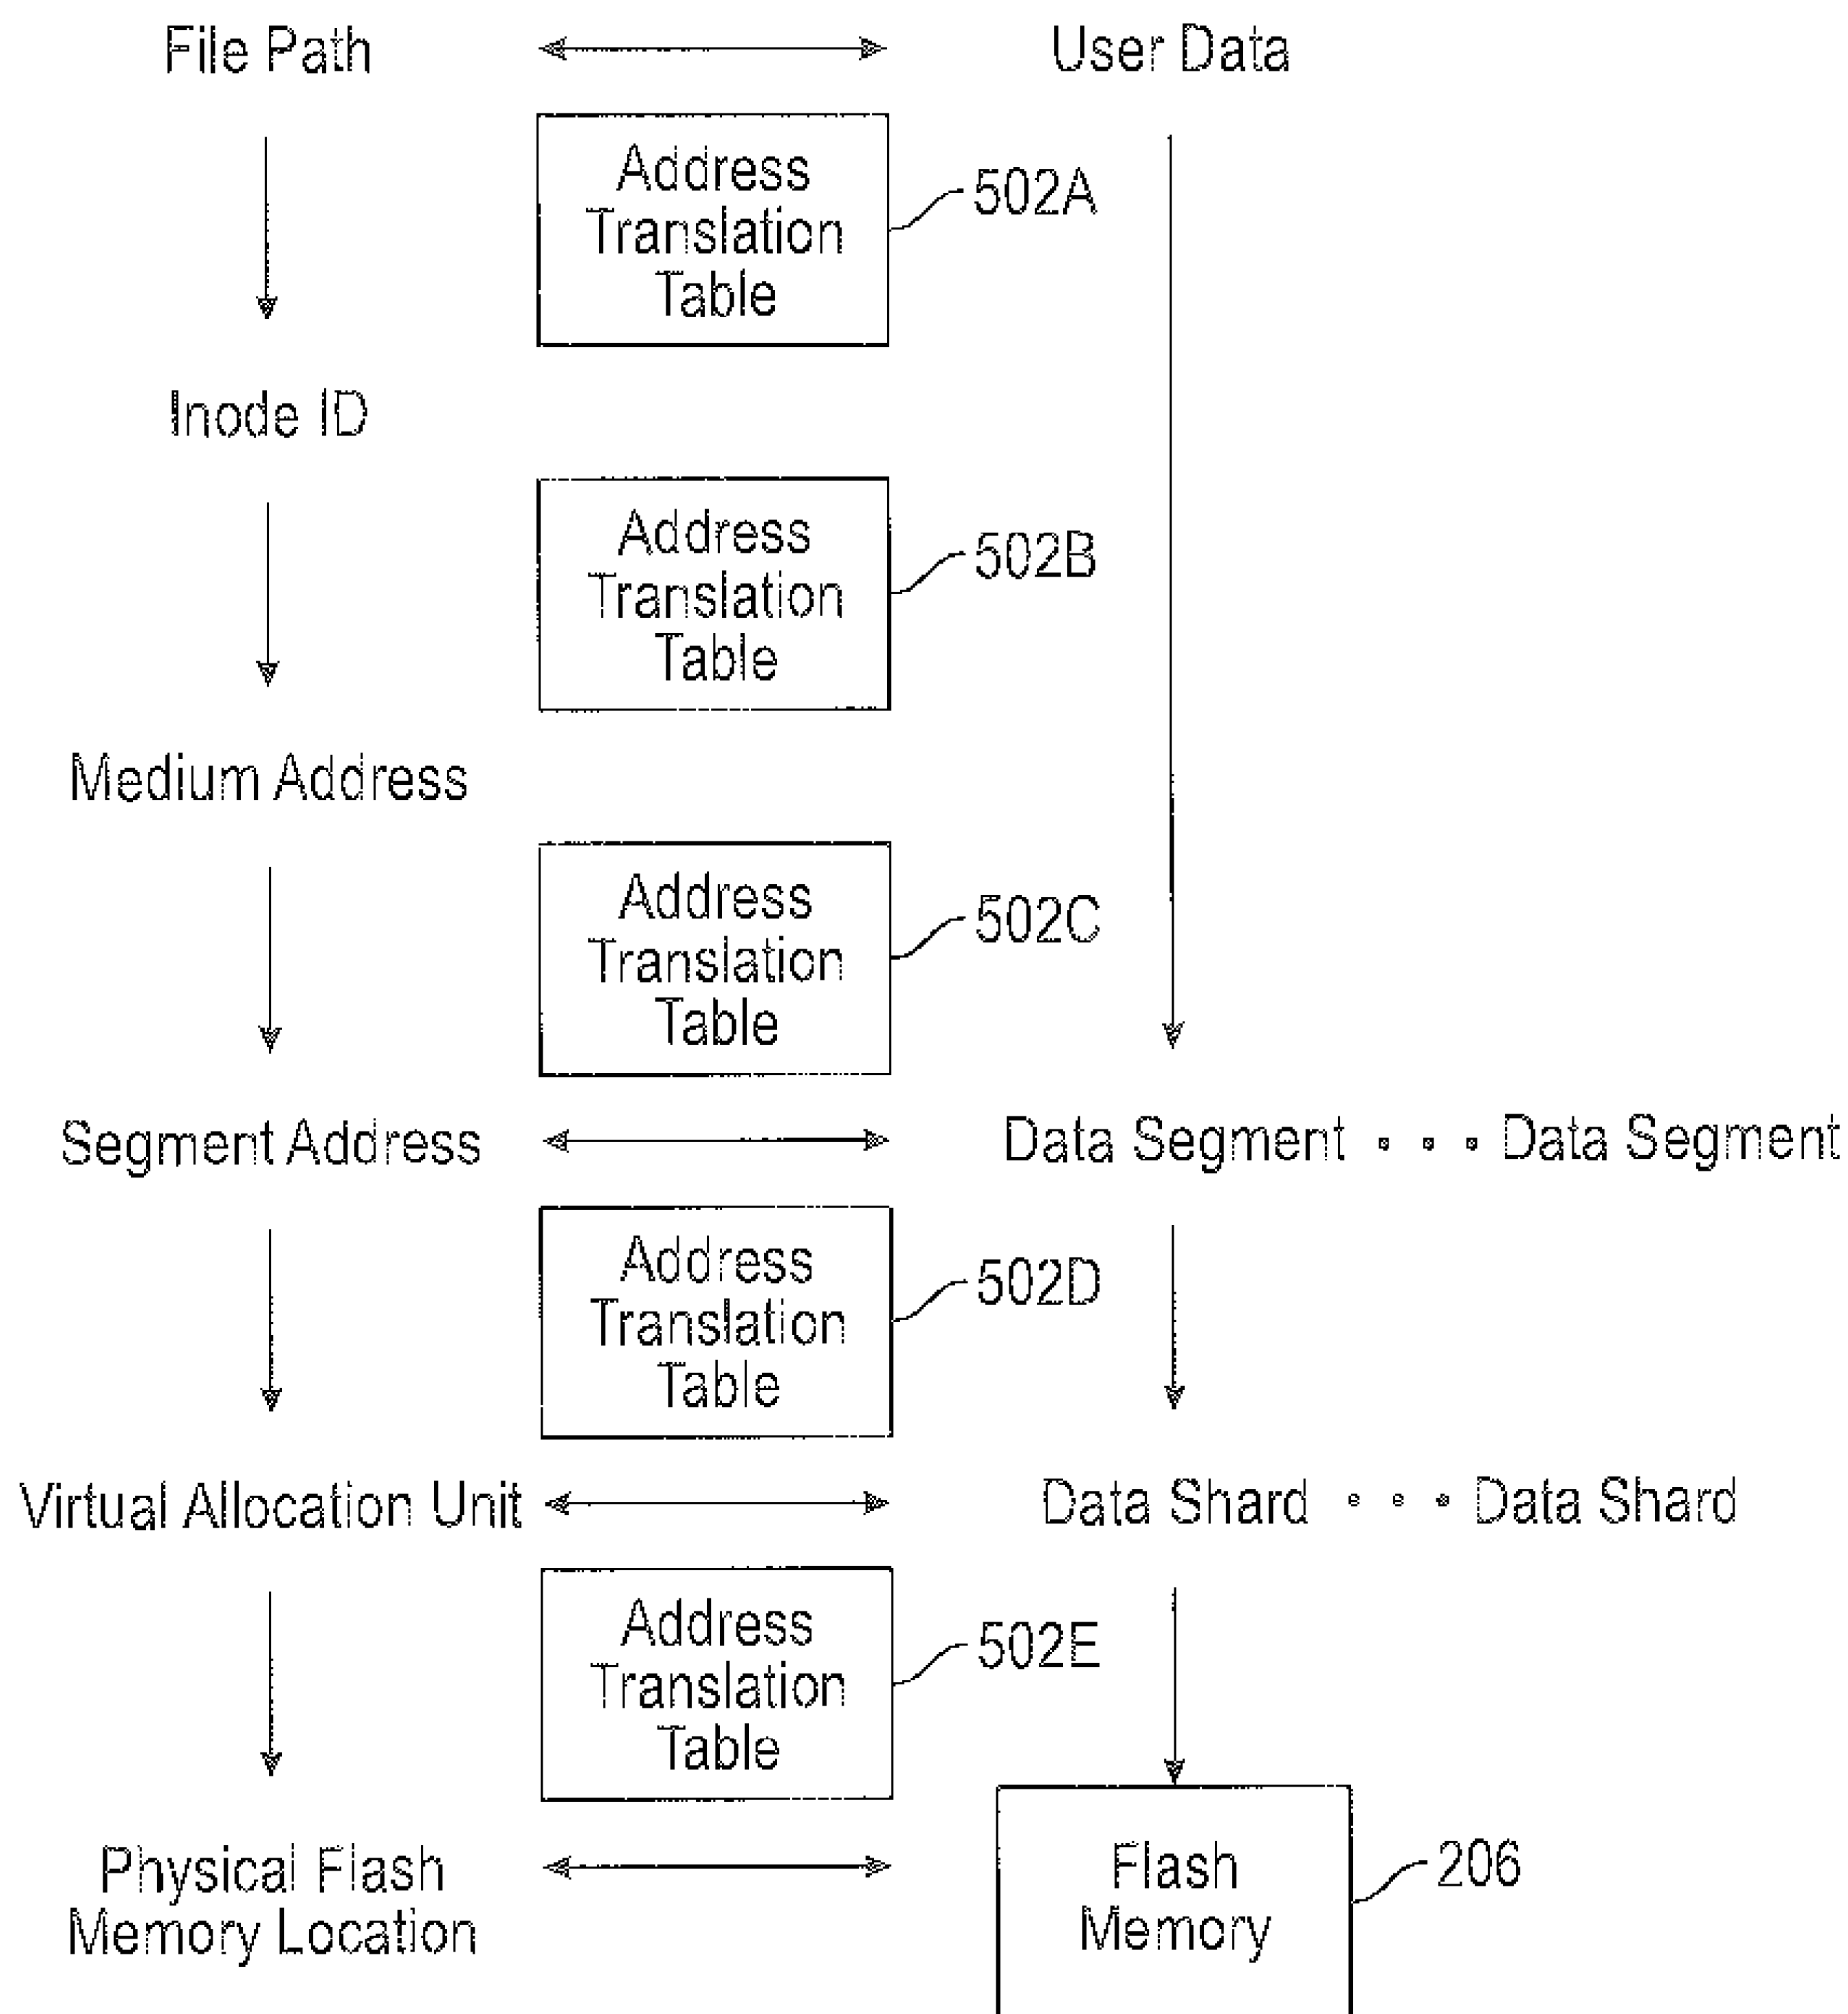 File Path
User Data
Address
Translation
Table
502A
Inode ID
Address
Translation
Table
502B
Medium Address
Address
Translation
Table
502C
Segment Address
Data Segment
Data Segment
Address
Translation
Table
502D
Virtual Allocation Unit
Data Shard
Data Shard
Address
Translation
Table
502E
Physical Flash
Memory Location
Flash
Memory
206